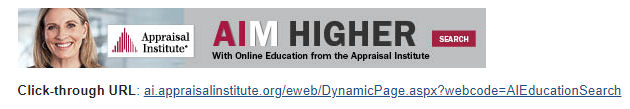 Appraisal
Institute®
AIM HIGHER
SEARCH
With Online Education from the Appraisal Institute
Click-through URL: ai.appraisalinstitute.org/eweb/DynamicPage.aspx?webcode=AIEducationSearch